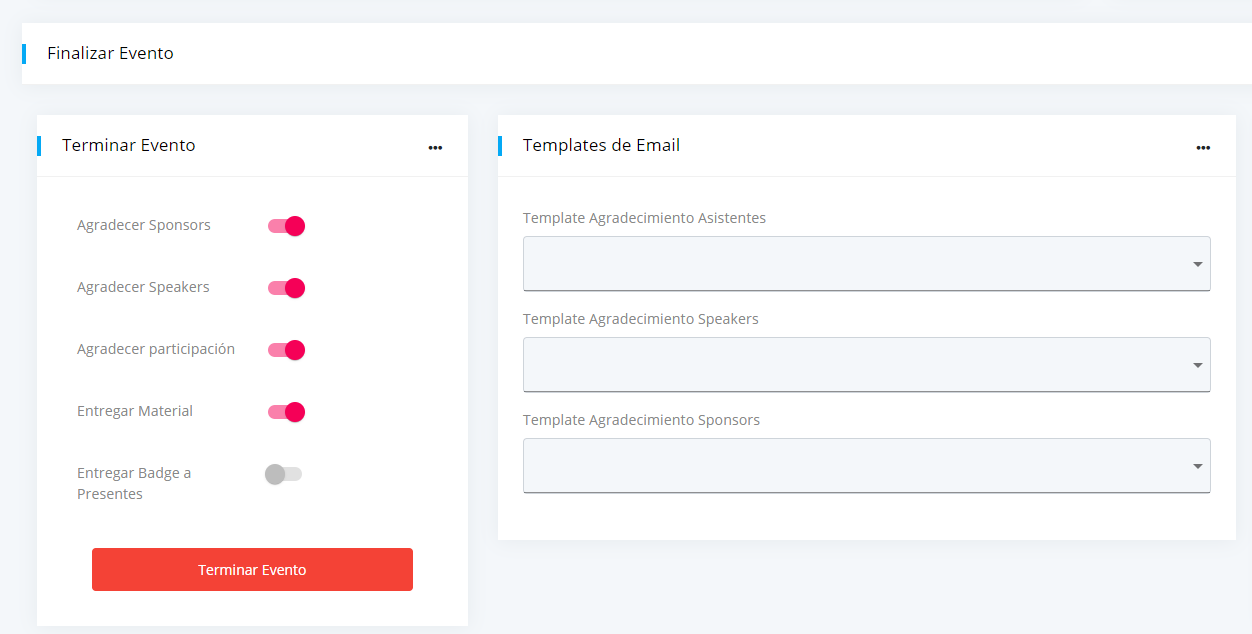 Finalizar Evento
Terminar Evento
Agradecer Sponsors
Agradecer Speakers
Agradecer participación
Entregar Material
Entregar Badge a
Presentes
Terminar Evento
Templates de Email
Template Agradecimiento Asistentes
Template Agradecimiento Speakers
Template Agradecimiento Sponsors